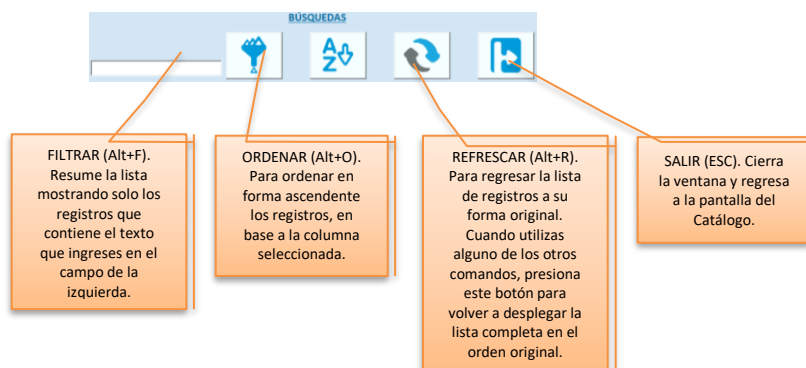 BÚSQUEDAS
A
Z
FILTRAR (Alt+F).
Resume la lista
mostrando solo los
registros que
contiene el texto
que ingreses en el
campo de la
izquierda.
ORDENAR (Alt+O).
Para ordenar en
forma ascendente
los registros, en
base a la columna
seleccionada.
REFRESCAR (Alt+R).
Para regresar la lista
de registros a su
forma original.
Cuando utilizas
alguno de los otros
comandos, presiona
este botón para
volver a desplegar la
lista completa en el
orden original.
SALIR (ESC). Cierra
la ventana y regresa
a la pantalla del
Catálogo.